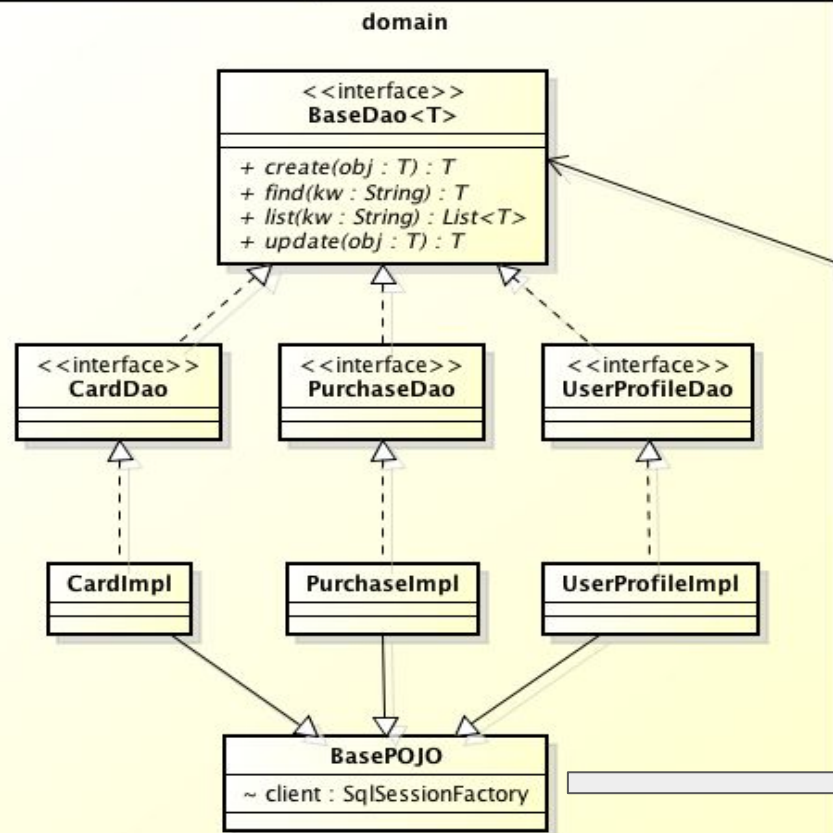 domain
<<interface>>
BaseDao<T>
+ create(obj : T) : T
+ find(kw : String) : T
+ list(kw : String) : List<T>
+ update(obj : T) : T
<<interface>>
CardDao
<<interface>>
PurchaseDao
<<interface>>
UserProfileDao
CardImpl
PurchaseImpl
UserProfileImpl
BasePOJO
~ client : SqlSessionFactory